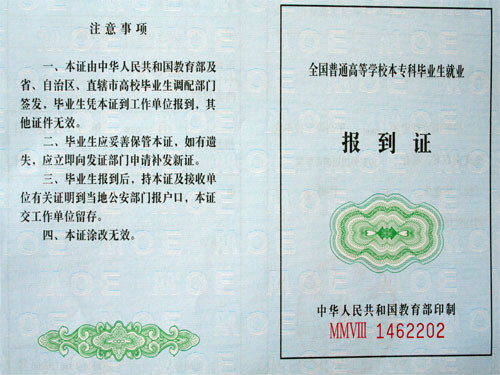 注意事项
一、本证由中华人民共和国教育部及
省、自治区、直辖市高校毕业生调配部门
签发，毕业生凭本证到工作单位报到，其
他证件无效。
二、毕业生应妥善保管本证，如有遗
失，应立即向发证部门申请补发新证。
三、毕业生报到后，持本证及接收单
位有关证明到当地公安部门报户口，本证
交工作单位留存。
四、本证涂改无效。
全国普通高等学校本专科毕业生就业
报到证
中华人民共和国教育部印制
MMVIII 1462202